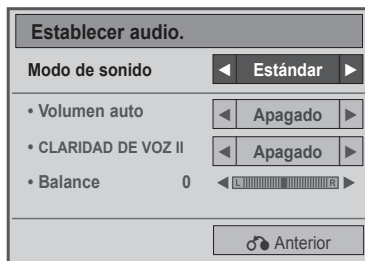 Establecer audio.
Modo de sonido ◀ Estándar ▶
• Volumen auto ◀ Apagado ▶
• CLARIDAD DE VOZ II ◀ Apagado ▶
• Balance 0 ◀ L R ▶
Anterior